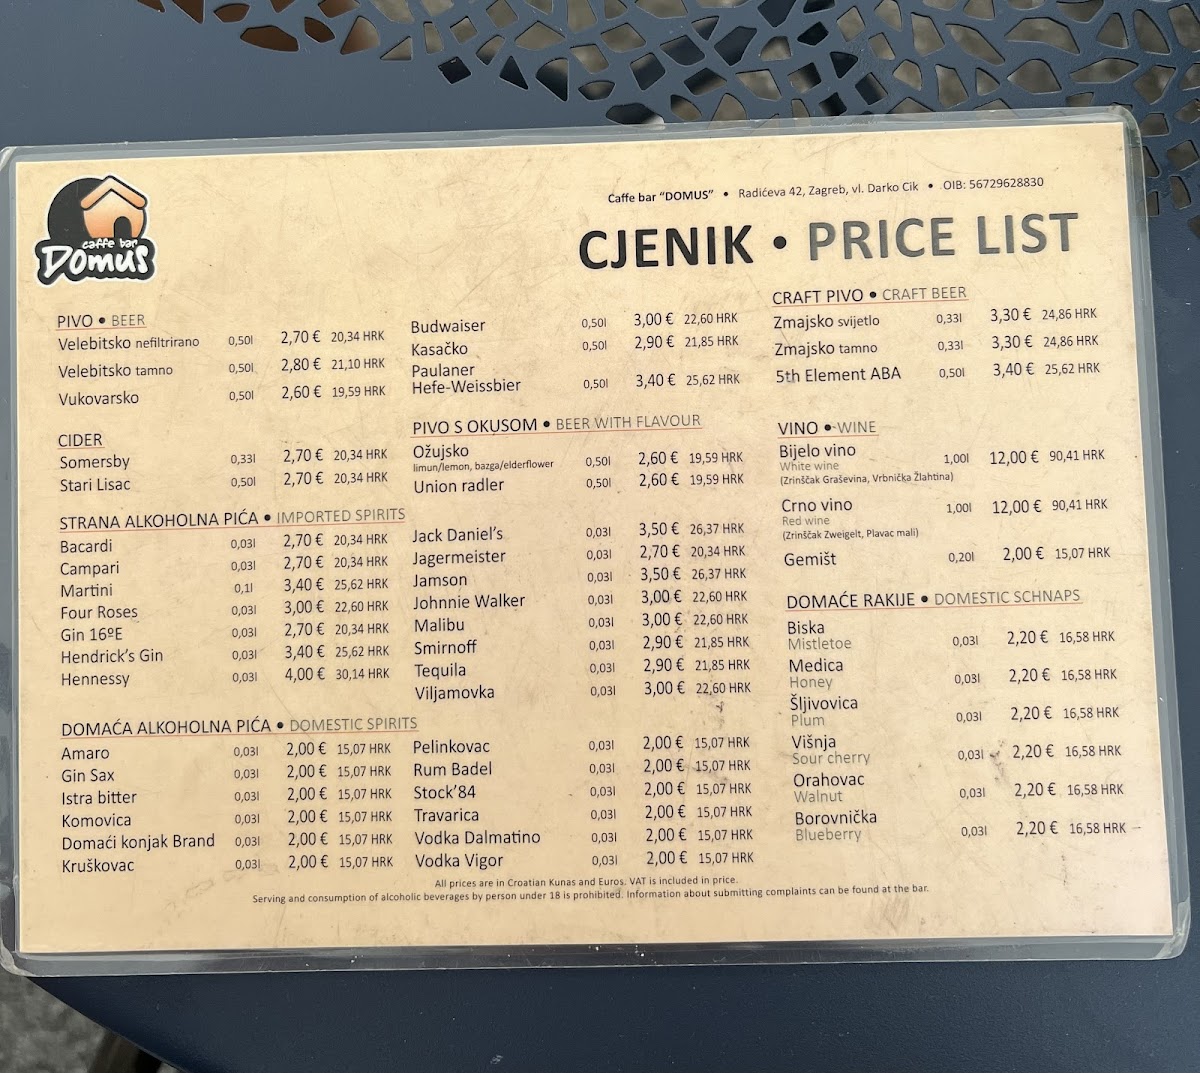 caffe bar
Domus
Caffe bar "DOMUS" • Radićeva 42, Zagreb, vl. Darko Cik • OIB: 56729628830
CJENIK • PRICE LIST
PIVO • BEER
Velebitsko nefiltrirano 0,50l 2,70 € 20,34 HRK
Velebitsko tamno 0,50l 2,80 € 21,10 HRK
Vukovarsko 0,50l 2,60 € 19,59 HRK
CIDER
Somersby 0,33l 2,70 € 20,34 HRK
Stari Lisac 0,50l 2,70 € 20,34 HRK
Budwaiser 0,50l 3,00 € 22,60 HRK
Kasačko 0,50l 2,90 € 21,85 HRK
Paulaner
Hefe-Weissbier 0,50l 3,40 € 25,62 HRK
PIVO S OKUSOM • BEER WITH FLAVOUR
Ožujsko
limun/lemon, bazga/elderflower 0,50l 2,60 € 19,59 HRK
Union radler 0,50l 2,60 € 19,59 HRK
STRANA ALKOHOLNA PIĆA • IMPORTED SPIRITS
Bacardi 0,03l 2,70 € 20,34 HRK
Campari 0,03l 2,70 € 20,34 HRK
Martini 0,1l 3,40 € 25,62 HRK
Four Roses 0,03l 3,00 € 22,60 HRK
Gin 16ºE 0,03l 2,70 € 20,34 HRK
Hendrick's Gin 0,03l 3,40 € 25,62 HRK
Hennessy 0,03l 4,00 € 30,14 HRK
Jack Daniel's 0,03l 3,50 € 26,37 HRK
Jagermeister 0,03l 2,70 € 20,34 HRK
Jamson 0,03l 3,50 € 26,37 HRK
Johnnie Walker 0,03l 3,00 € 22,60 HRK
Malibu 0,03l 3,00 € 22,60 HRK
Smirnoff 0,03l 2,90 € 21,85 HRK
Tequila 0,03l 2,90 € 21,85 HRK
Viljamovka 0,03l 3,00 € 22,60 HRK
DOMAĆA ALKOHOLNA PIĆA • DOMESTIC SPIRITS
Amaro 0,03l 2,00 € 15,07 HRK
Gin Sax 0,03l 2,00 € 15,07 HRK
Istra bitter 0,03l 2,00 € 15,07 HRK
Komovica 0,03l 2,00 € 15,07 HRK
Domaći konjak Brand 0,03l 2,00 € 15,07 HRK
Kruškovac 0,03l 2,00 € 15,07 HRK
Pelinkovac 0,03l 2,00 € 15,07 HRK
Rum Badel 0,03l 2,00 € 15,07 HRK
Stock'84 0,03l 2,00 € 15,07 HRK
Travarica 0,03l 2,00 € 15,07 HRK
Vodka Dalmatino 0,03l 2,00 € 15,07 HRK
Vodka Vigor 0,03l 2,00 € 15,07 HRK
CRAFT PIVO • CRAFT BEER
Zmajsko svijetlo 0,33l 3,30 € 24,86 HRK
Zmajsko tamno 0,33l 3,30 € 24,86 HRK
5th Element ABA 0,50l 3,40 € 25,62 HRK
VINO • WINE
Bijelo vino 1,00l 12,00 € 90,41 HRK
White wine
(Zrinščak Graševina, Vrbnička Žlahtina)
Crno vino 1,00l 12,00 € 90,41 HRK
Red wine
(Zrinščak Zweigelt, Plavac mali)
Gemišt 0,20l 2,00 € 15,07 HRK
DOMAĆE RAKIJE • DOMESTIC SCHNAPS
Biska 0,03l 2,20 € 16,58 HRK
Mistletoe
Medica 0,03l 2,20 € 16,58 HRK
Honey
Šljivovica 0,03l 2,20 € 16,58 HRK
Plum
Višnja 0,03l 2,20 € 16,58 HRK
Sour cherry
Orahovac 0,03l 2,20 € 16,58 HRK
Walnut
Borovnička 0,03l 2,20 € 16,58 HRK
Blueberry
All prices are in Croatian Kunas and Euros. VAT is included in price.
Serving and consumption of alcoholic beverages by person under 18 is prohibited. Information about submitting complaints can be found at the bar.